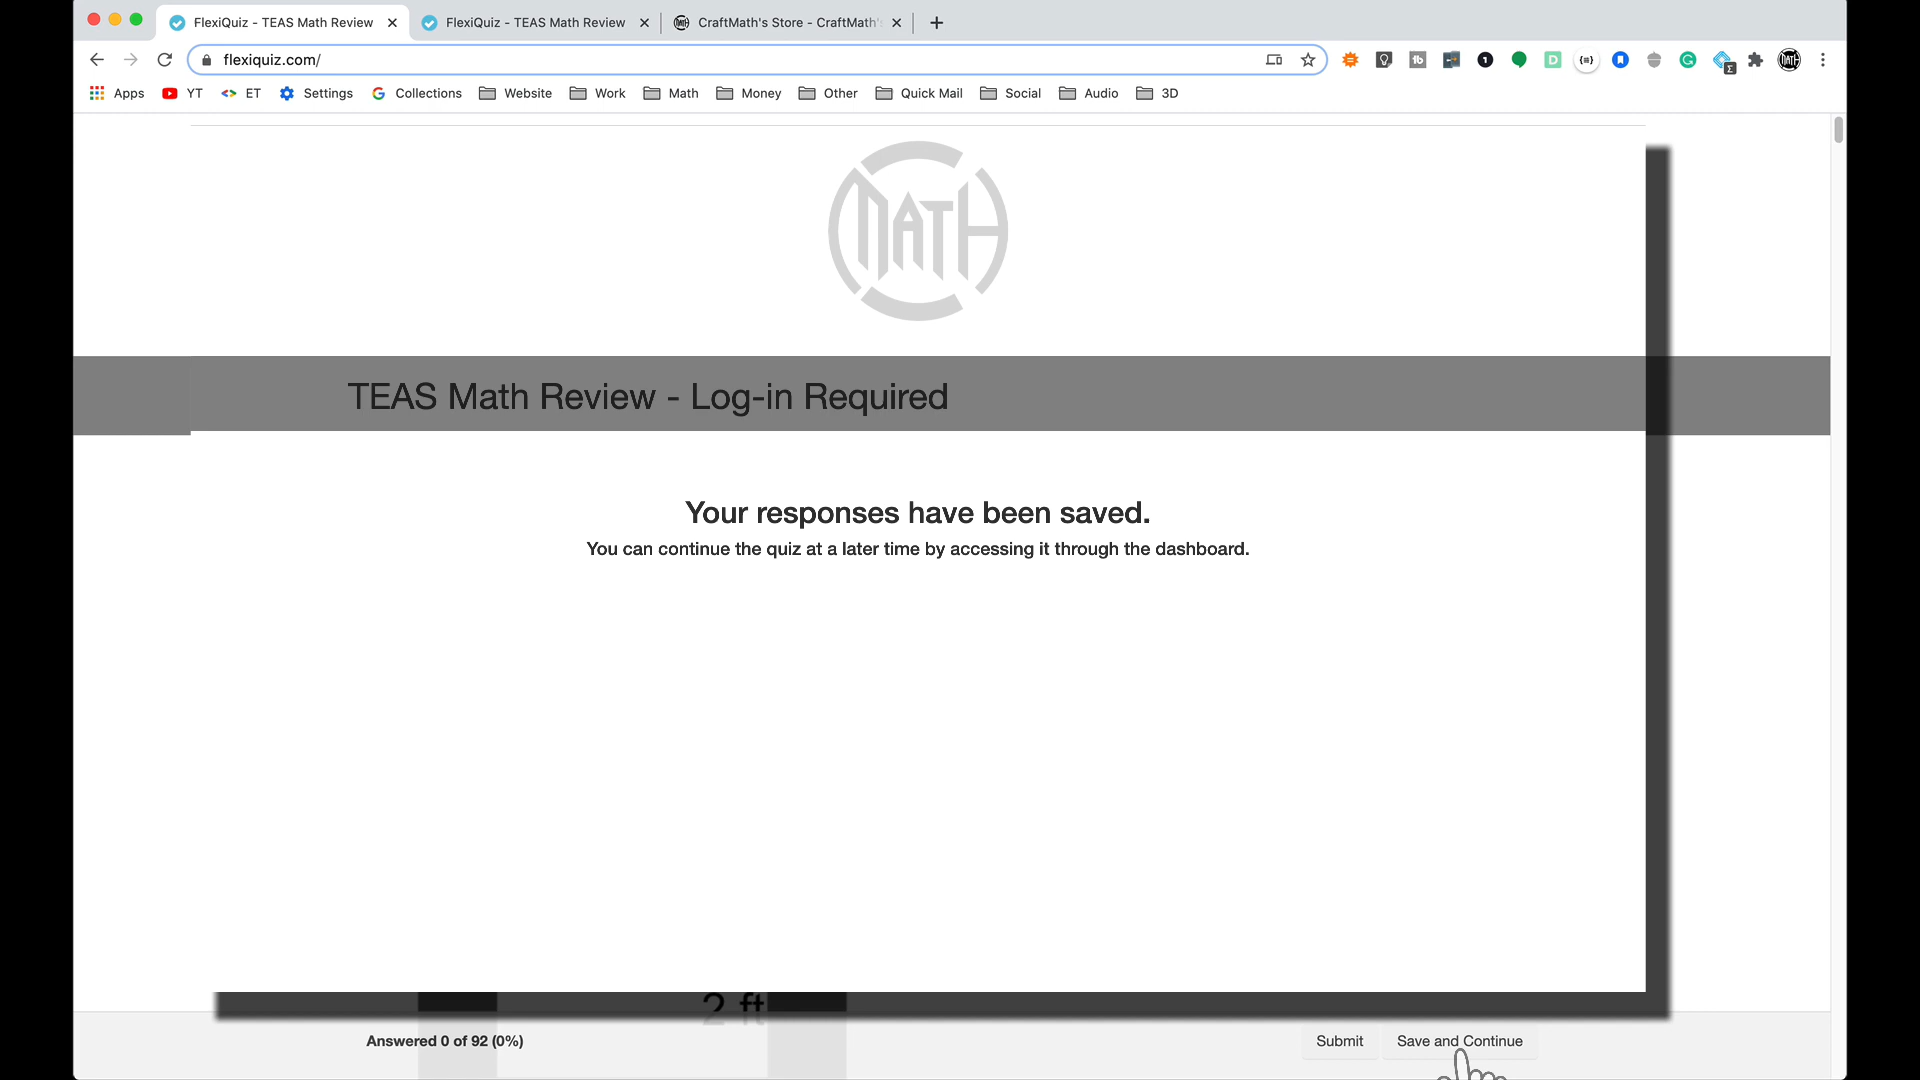 FlexiQuiz - TEAS Math Review
FlexiQuiz - TEAS Math Review
CraftMath's Store - CraftMath's
flexiquiz.com/
Apps
YT
ET
Settings
Collections
Website
Work
Math
Money
Other
Quick Mail
Social
Audio
3D
MATH
TEAS Math Review - Log-in Required
Your responses have been saved.
You can continue the quiz at a later time by accessing it through the dashboard.
2 ft
Answered 0 of 92 (0%)
Submit
Save and Continue